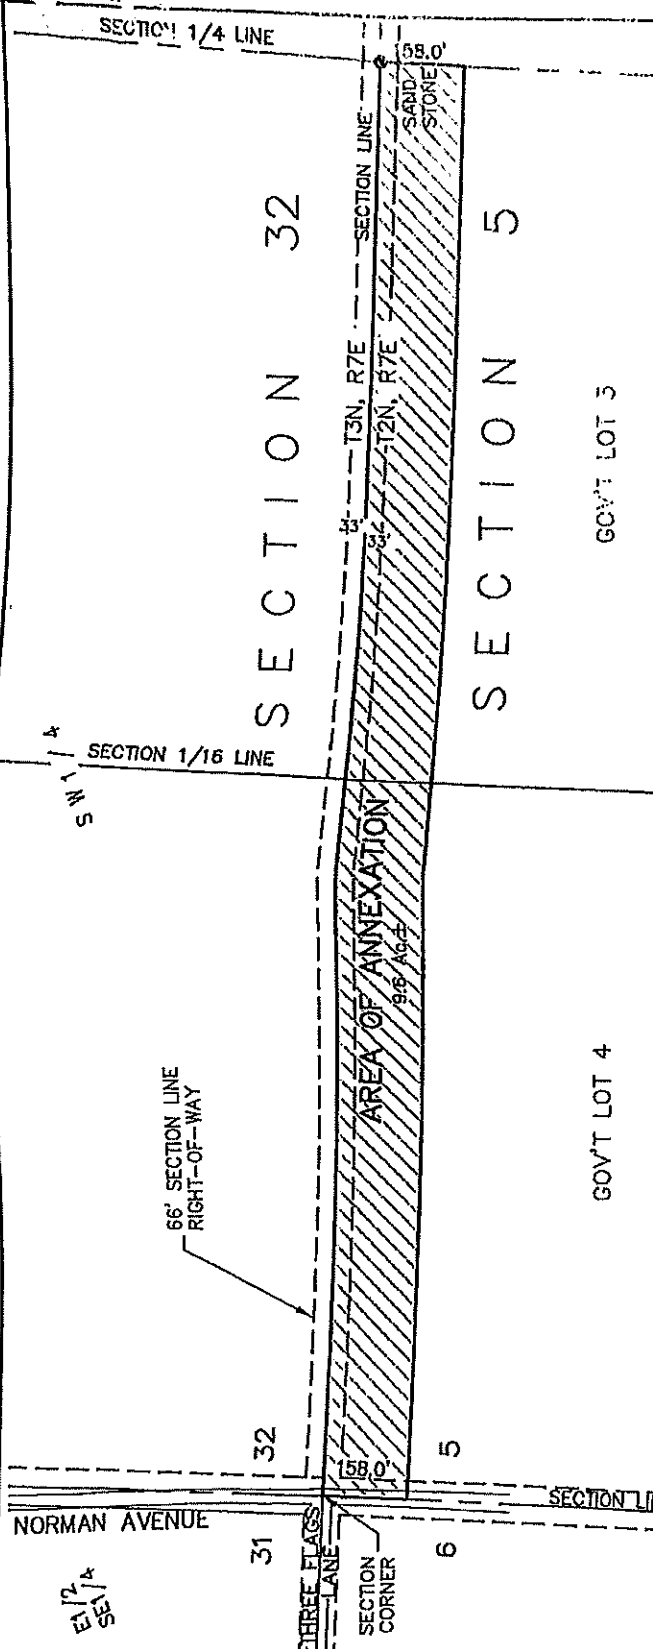 SECTION 1/4 LINE
158.0'
SAND
STONE
SECTION LINE
SECTION 32
SECTION 5
T3N, R7E
T2N, R7E
33'
33'
GOV'T LOT 3
SW 1/4
SECTION 1/16 LINE
AREA OF ANNEXATION
9.6 Ac.±
66' SECTION LINE
RIGHT-OF-WAY
GOV'T LOT 4
32
5
158.0'
NORMAN AVENUE
31
6
THREE FLAGS
LANE
SECTION
CORNER
E1/2
SE1/4